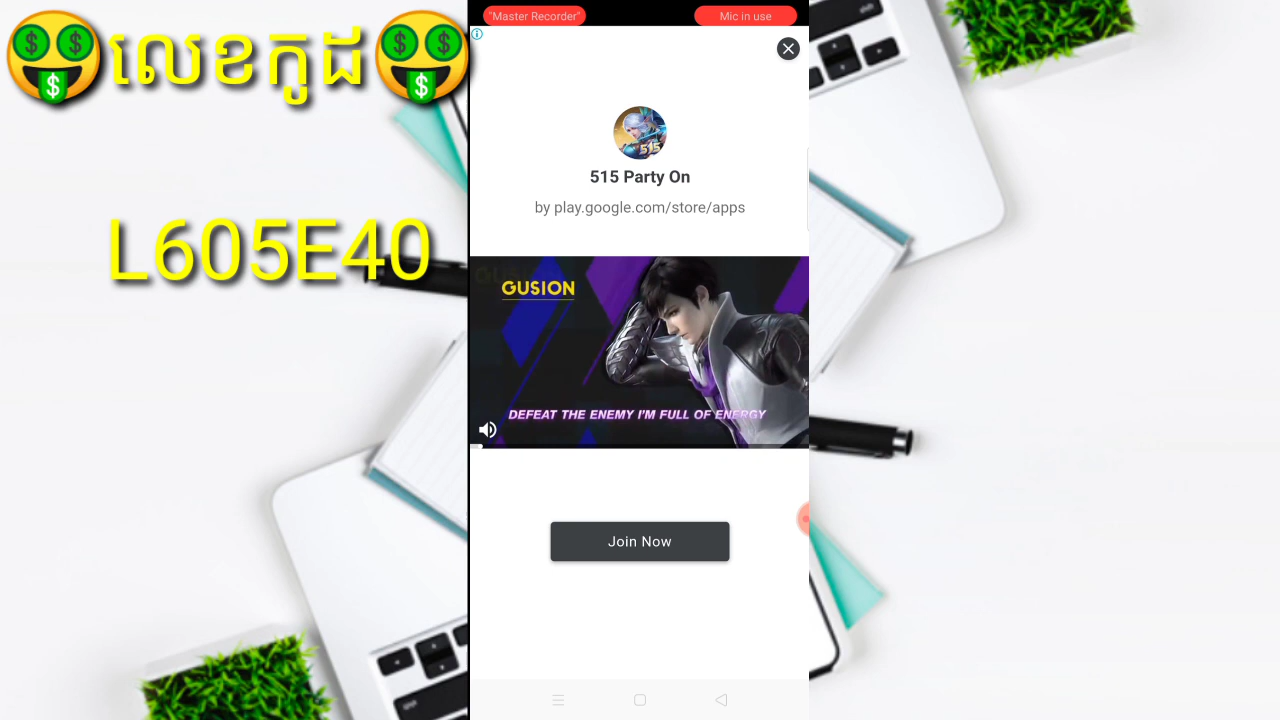 លេខកូដ
L605E40
"Master Recorder"
Mic in use
515
515 Party On
by play.google.com/store/apps
GUSION
DEFEAT THE ENEMY I'M FULL OF ENERGY
Join Now